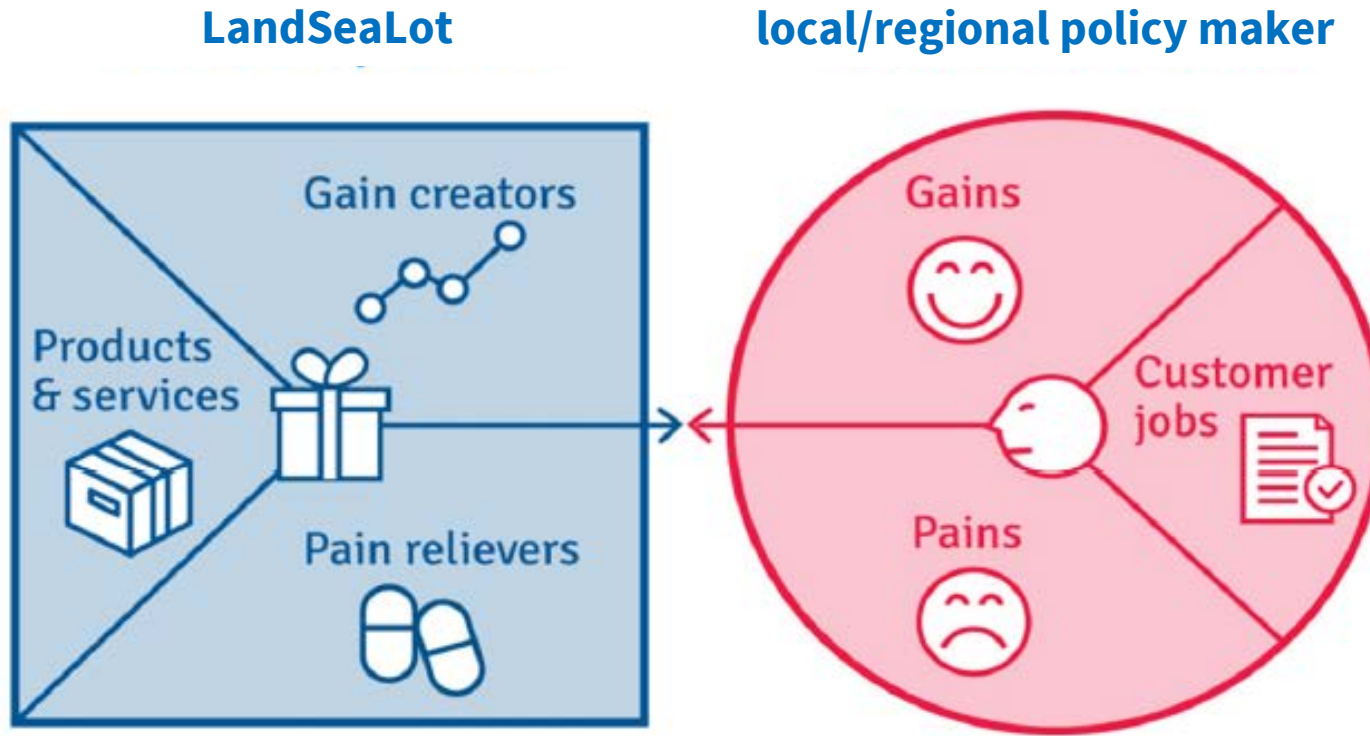 LandSeaLot
local/regional policy maker
Gain creators
Products
& services
Pain relievers
Gains
Customer
jobs
Pains